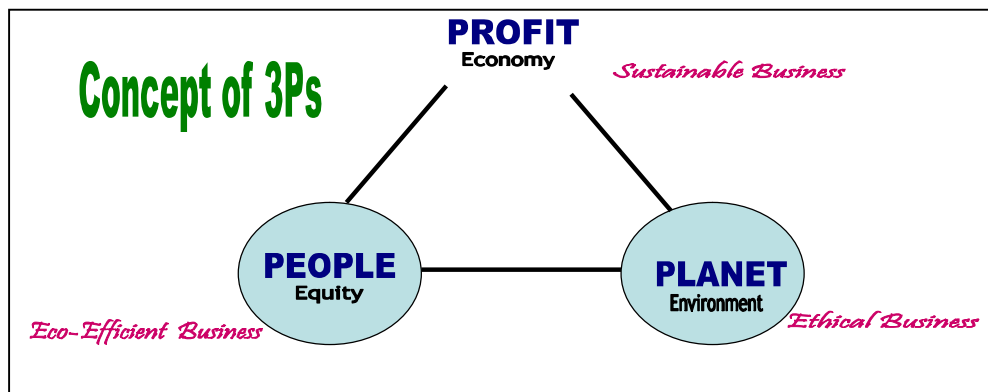 PROFIT
Economy
Concept of 3Ps
Sustainable Business
PEOPLE
Equity
PLANET
Environment
Eco-Efficient Business
Ethical Business